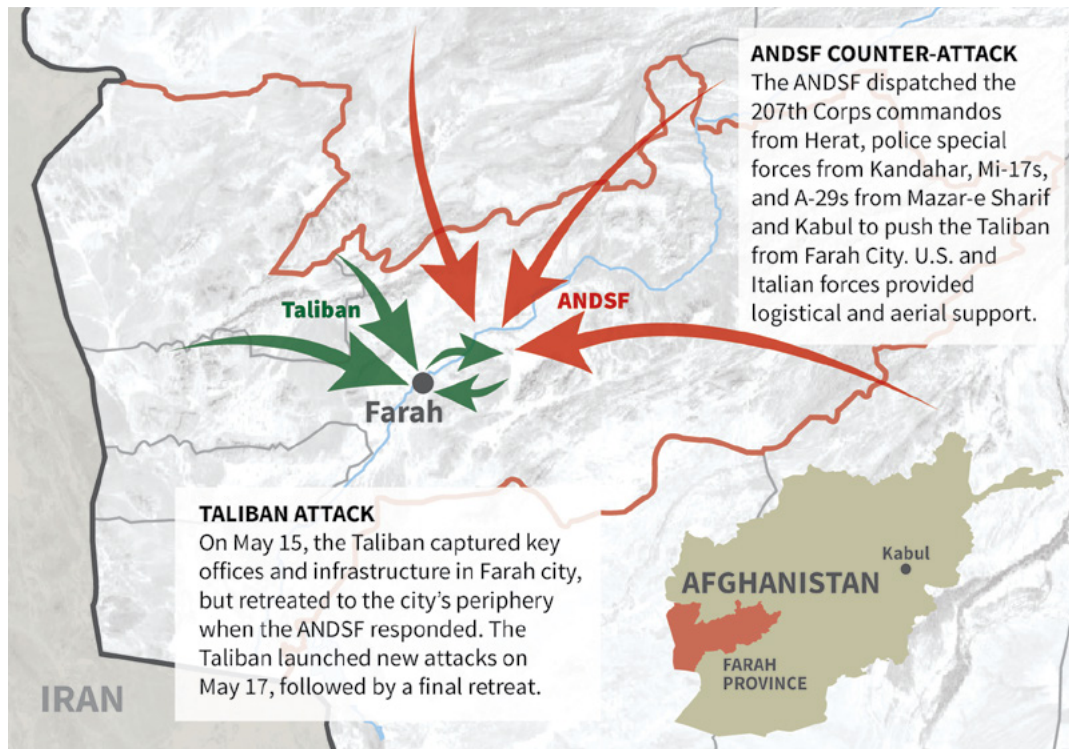 ANDSF COUNTER-ATTACK
The ANDSF dispatched the
207th Corps commandos
from Herat, police special
forces from Kandahar, Mi-17s,
and A-29s from Mazar-e Sharif
and Kabul to push the Taliban
from Farah City. U.S. and
Italian forces provided
logistical and aerial support.
Taliban
ANDSF
Farah
TALIBAN ATTACK
On May 15, the Taliban captured key
offices and infrastructure in Farah city,
but retreated to the city’s periphery
when the ANDSF responded. The
Taliban launched new attacks on
May 17, followed by a final retreat.
Kabul
AFGHANISTAN
FARAH
PROVINCE
IRAN